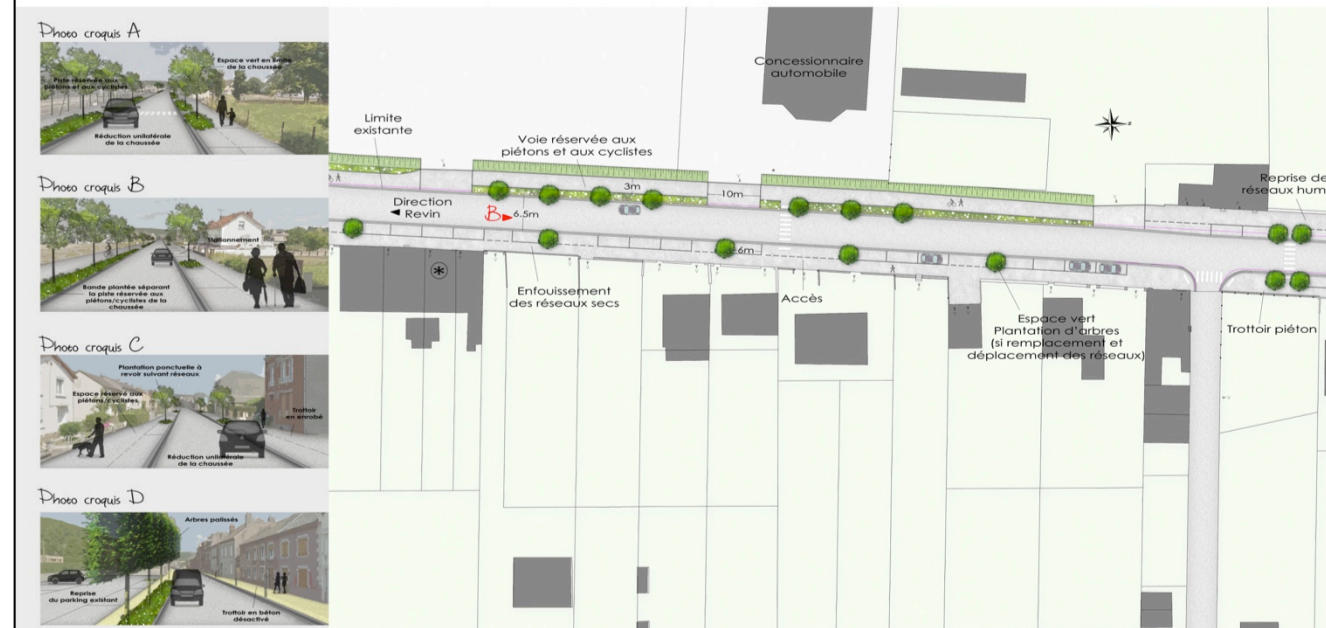 Photo croquis A
Piste réservée aux
piétons et aux cyclistes
Espace vert en limite
de la chaussée
Réduction unilatérale
de la chaussée
Photo croquis B
Stationnement
Bande plantée séparant
la piste réservée aux
piétons/cyclistes de la
chaussée
Photo croquis C
Plantation ponctuelle à
revoir suivant réseaux
Espace réservé aux
piétons/cyclistes
Trottoir
en enrobé
Réduction unilatérale
de la chaussée
Photo croquis D
Arbres palissés
Reprise
du parking existant
Trottoir en béton
désactivé
Concessionnaire
automobile
Limite
existante
Voie réservée aux
piétons et aux cyclistes
3m
10m
Direction
Revin
B
6.5m
Reprise de
réseaux hum
6m
Enfouissement
des réseaux secs
Accès
Espace vert
Plantation d'arbres
(si remplacement et
déplacement des réseaux)
Trottoir piéton